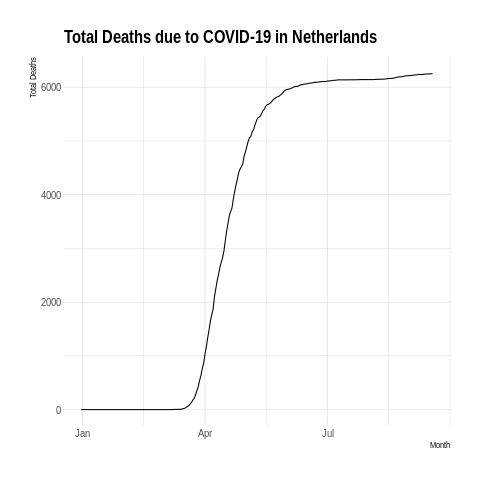 Total Deaths due to COVID-19 in Netherlands
Total Deaths
6000
4000
2000
0
Jan Apr Jul
Month